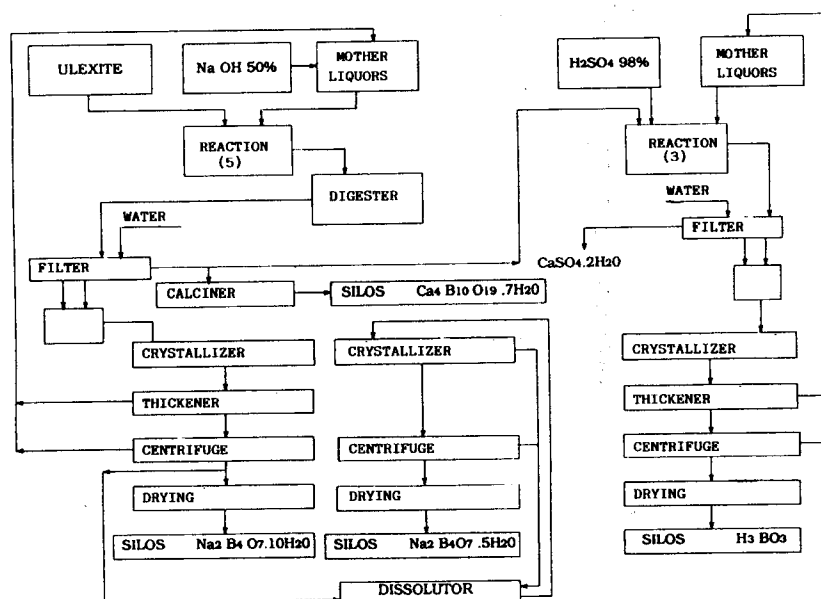 ULEXITE
Na OH 50%
MOTHER
LIQUORS
H2SO4 98%
MOTHER
LIQUORS
REACTION
(5)
REACTION
(3)
DIGESTER
WATER
WATER
FILTER
FILTER
CaSO4.2H2O
CALCINER
SILOS Ca4 B10 O19 .7H2O
CRYSTALLIZER
CRYSTALLIZER
CRYSTALLIZER
THICKENER
THICKENER
CENTRIFUGE
CENTRIFUGE
CENTRIFUGE
DRYING
DRYING
DRYING
SILOS Na2 B4 O7.10H2O
SILOS Na2 B4O7 .5H2O
SILOS H3 BO3
DISSOLUTOR